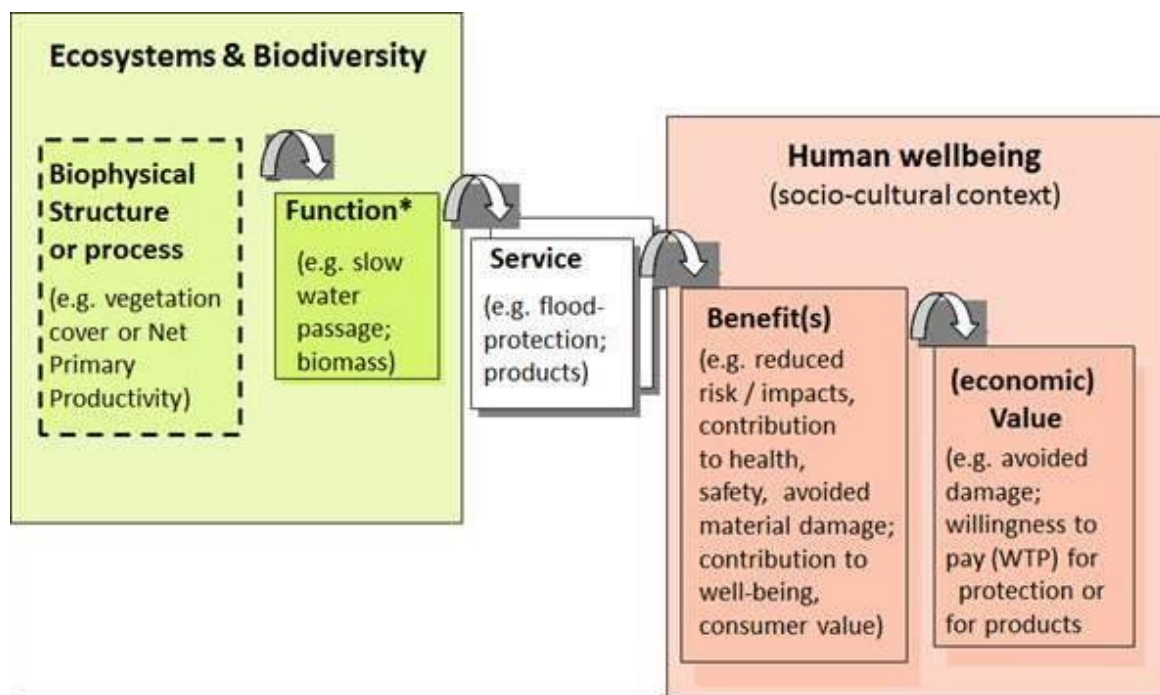 Ecosystems & Biodiversity
Biophysical
Structure
or process
(e.g. vegetation
cover or Net
Primary
Productivity)
Function*
(e.g. slow
water
passage;
biomass)
Service
(e.g. flood-
protection;
products)
Human wellbeing
(socio-cultural context)
Benefit(s)
(e.g. reduced
risk / impacts,
contribution
to health,
safety, avoided
material damage;
contribution to
well-being,
consumer value)
(economic)
Value
(e.g. avoided
damage;
willingness to
pay (WTP) for
protection or
for products